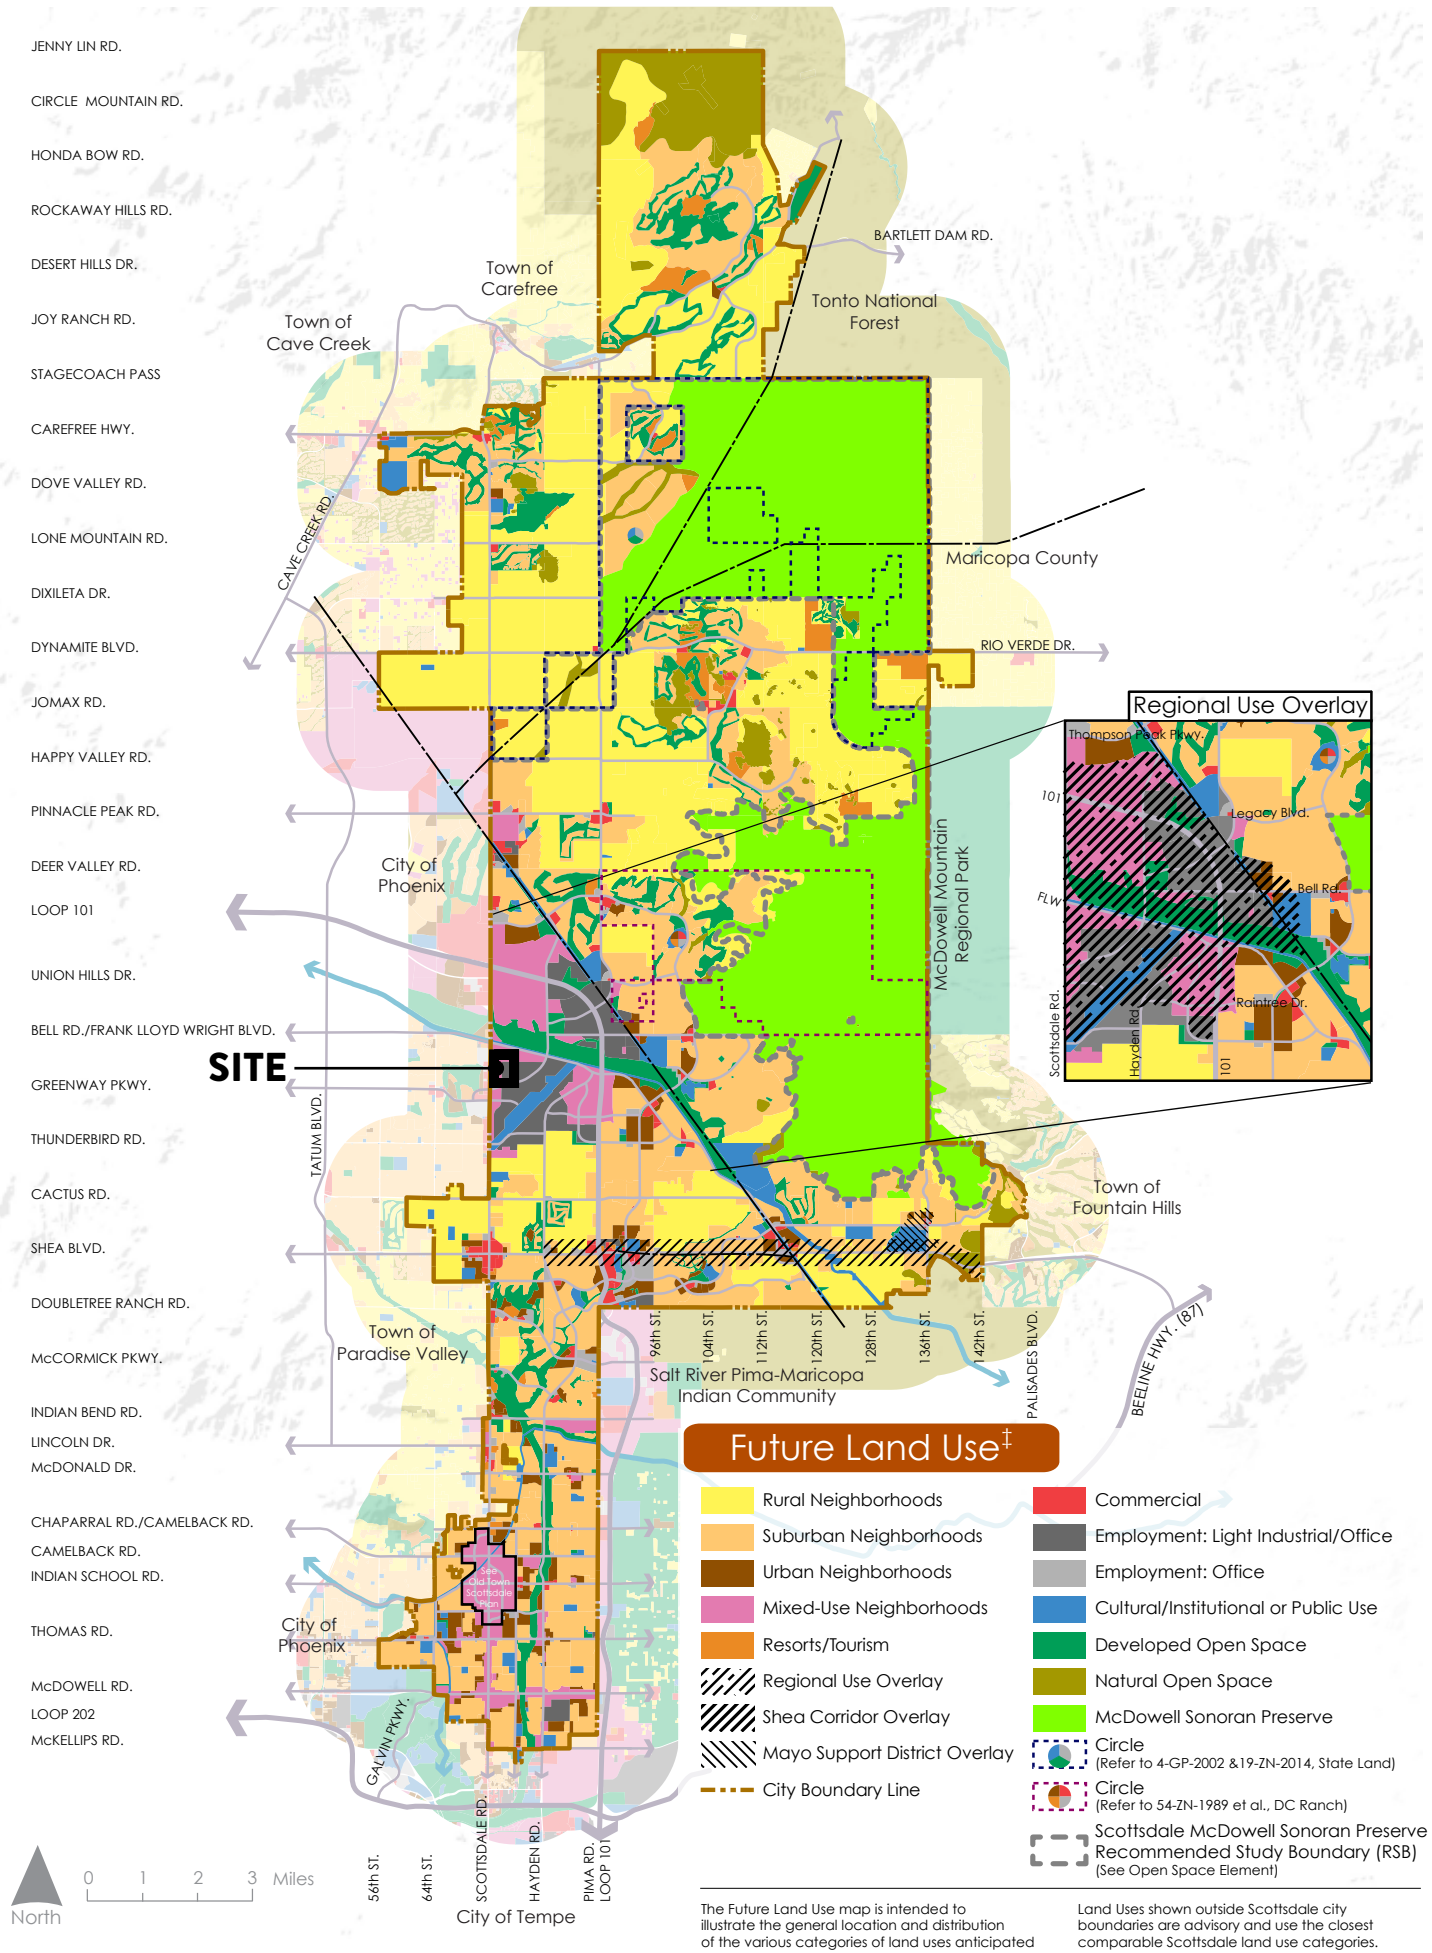 JENNY LIN RD.
CIRCLE MOUNTAIN RD.
HONDA BOW RD.
ROCKAWAY HILLS RD.
DESERT HILLS DR.
JOY RANCH RD.
STAGECOACH PASS
CAREFREE HWY.
DOVE VALLEY RD.
LONE MOUNTAIN RD.
DIXILETA DR.
DYNAMITE BLVD.
JOMAX RD.
HAPPY VALLEY RD.
PINNACLE PEAK RD.
DEER VALLEY RD.
LOOP 101
UNION HILLS DR.
BELL RD./FRANK LLOYD WRIGHT BLVD.
SITE
GREENWAY PKWY.
THUNDERBIRD RD.
CACTUS RD.
SHEA BLVD.
DOUBLETREE RANCH RD.
McCORMICK PKWY.
INDIAN BEND RD.
LINCOLN DR.
McDONALD DR.
CHAPARRAL RD./CAMELBACK RD.
CAMELBACK RD.
INDIAN SCHOOL RD.
THOMAS RD.
McDOWELL RD.
LOOP 202
McKELLIPS RD.
Town of
Carefree
Town of
Cave Creek
BARTLETT DAM RD.
Tonto National
Forest
CAVE CREEK RD.
Maricopa County
RIO VERDE DR.
City of
Phoenix
McDowell Mountain
Regional Park
TATUM BLVD.
Town of
Fountain Hills
Town of
Paradise Valley
96th ST.
104th ST.
112th ST.
120th ST.
128th ST.
136th ST.
142th ST.
PALISADES BLVD.
BEELINE HWY. (87)
Salt River Pima-Maricopa
Indian Community
See
Old Town
Scottsdale
Plan
City of
Phoenix
GALVIN PKWY.
56th ST.
64th ST.
SCOTTSDALE RD.
HAYDEN RD.
PIMA RD.
LOOP 101
City of Tempe
Regional Use Overlay
Thompson Peak Pkwy.
101
Legacy Blvd.
Bell Rd.
FLW
Raintree Dr.
Scottsdale Rd.
Hayden Rd.
101
Future Land Use‡
Rural Neighborhoods
Suburban Neighborhoods
Urban Neighborhoods
Mixed-Use Neighborhoods
Resorts/Tourism
Regional Use Overlay
Shea Corridor Overlay
Mayo Support District Overlay
City Boundary Line
Commercial
Employment: Light Industrial/Office
Employment: Office
Cultural/Institutional or Public Use
Developed Open Space
Natural Open Space
McDowell Sonoran Preserve
Circle
(Refer to 4-GP-2002 &19-ZN-2014, State Land)
Circle
(Refer to 54-ZN-1989 et al., DC Ranch)
Scottsdale McDowell Sonoran Preserve
Recommended Study Boundary (RSB)
(See Open Space Element)
0 1 2 3 Miles
North
The Future Land Use map is intended to
illustrate the general location and distribution
of the various categories of land uses anticipated
Land Uses shown outside Scottsdale city
boundaries are advisory and use the closest
comparable Scottsdale land use categories.